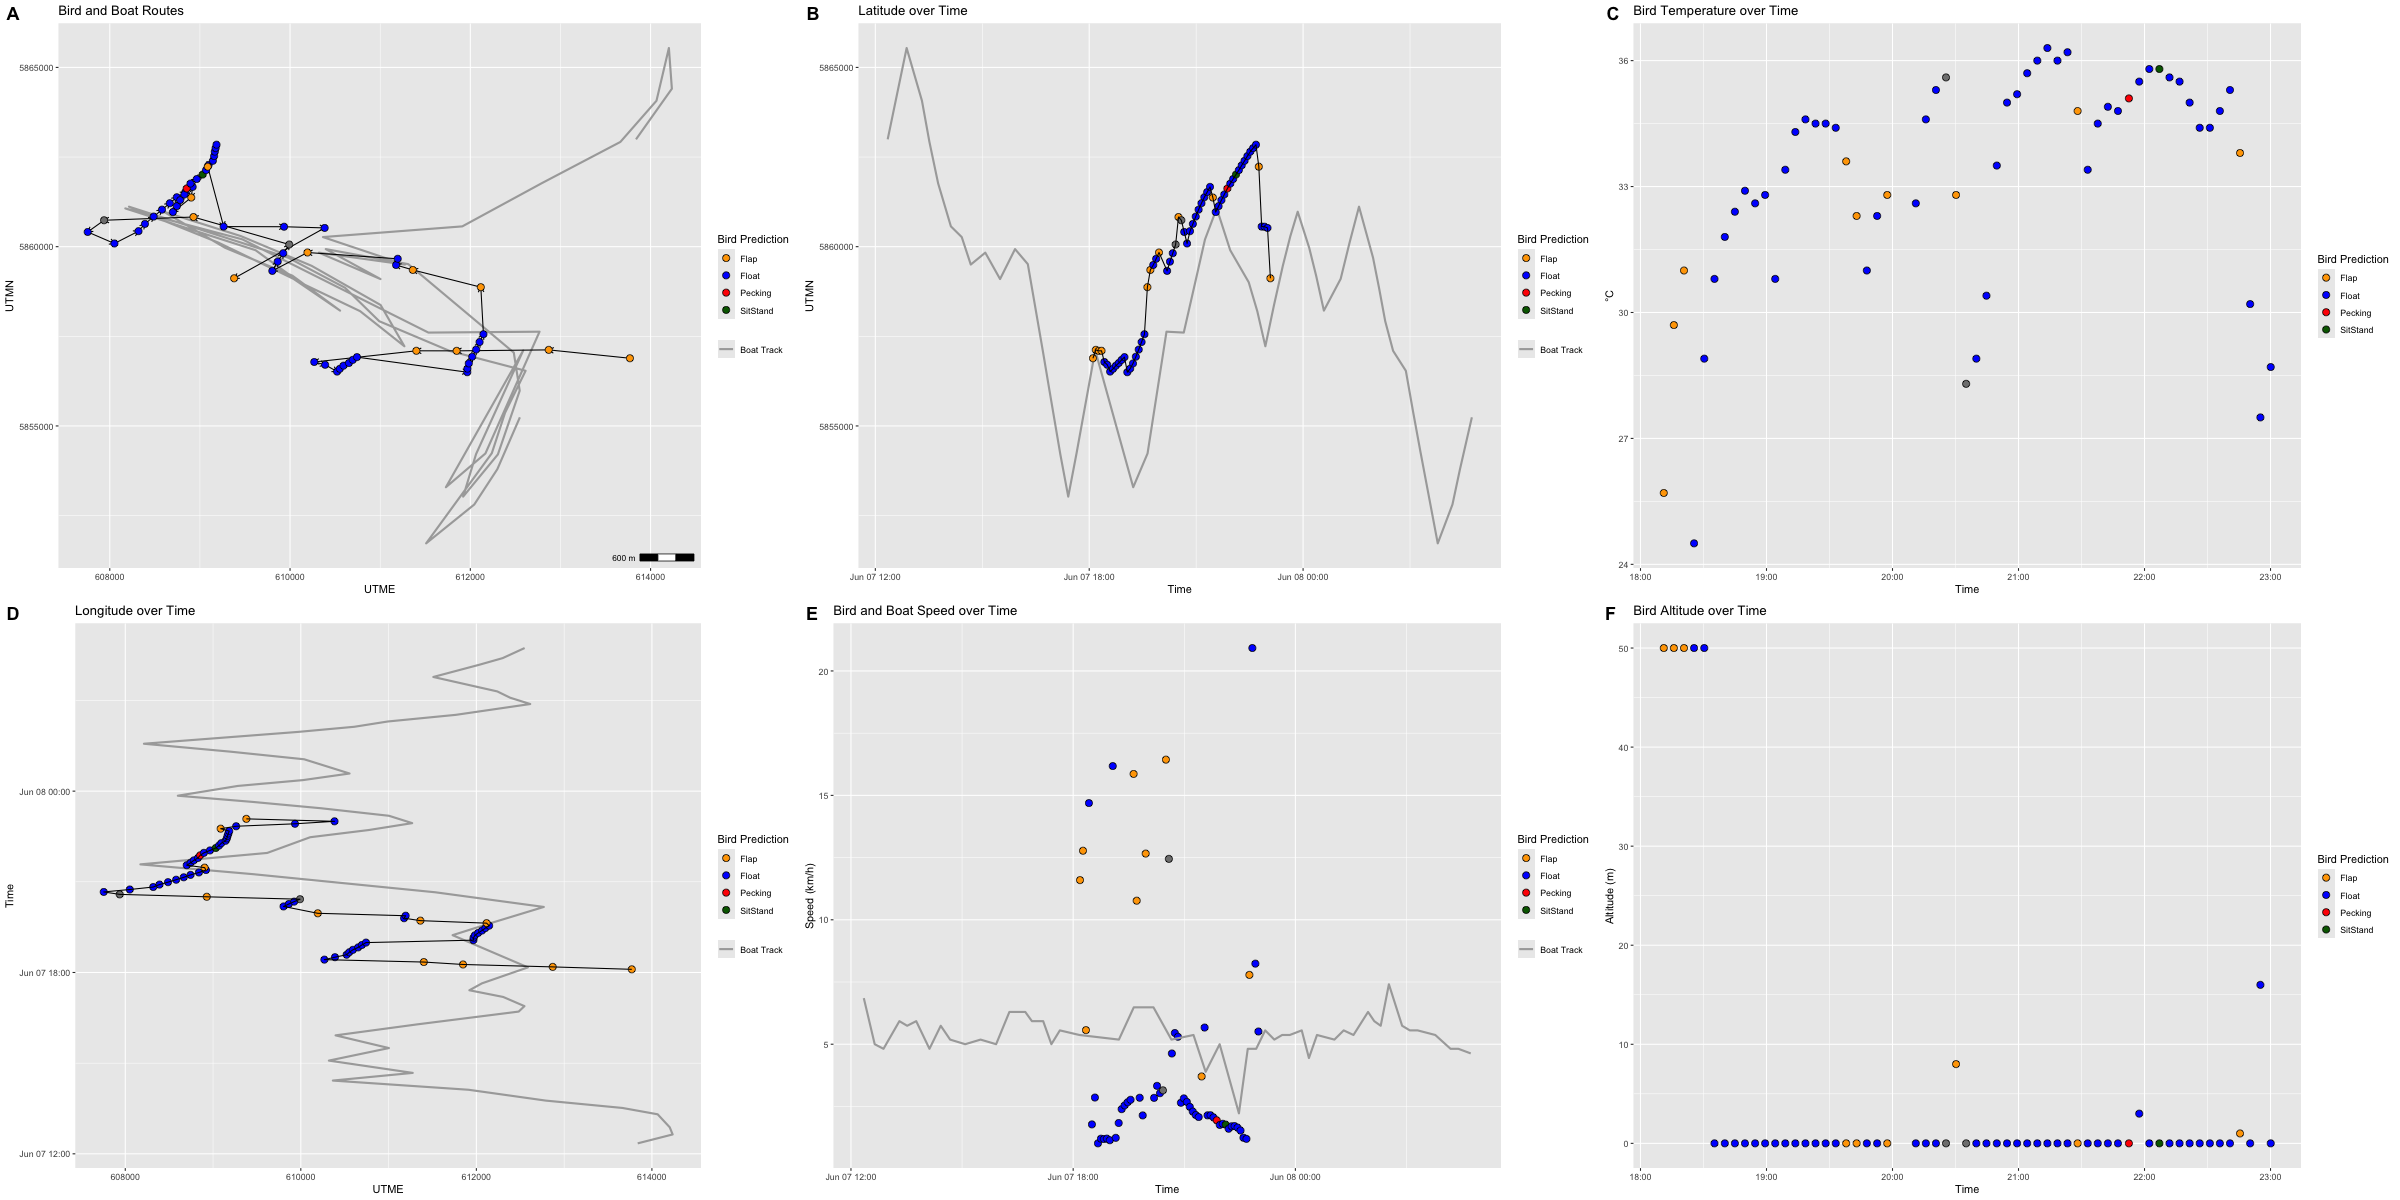 A
Bird and Boat Routes
5865000
5860000
5855000
UTMN
608000
610000
612000
614000
UTME
600 m
Bird Prediction
Flap
Float
Pecking
SitStand
Boat Track
B
Latitude over Time
5865000
5860000
5855000
UTMN
Jun 07 12:00
Jun 07 18:00
Jun 08 00:00
Time
Bird Prediction
Flap
Float
Pecking
SitStand
Boat Track
C
Bird Temperature over Time
36
33
30
27
24
°C
18:00
19:00
20:00
21:00
22:00
23:00
Time
Bird Prediction
Flap
Float
Pecking
SitStand
D
Longitude over Time
Jun 08 00:00
Jun 07 18:00
Jun 07 12:00
Time
608000
610000
612000
614000
UTME
Bird Prediction
Flap
Float
Pecking
SitStand
Boat Track
E
Bird and Boat Speed over Time
20
15
10
5
Speed (km/h)
Jun 07 12:00
Jun 07 18:00
Jun 08 00:00
Time
Bird Prediction
Flap
Float
Pecking
SitStand
Boat Track
F
Bird Altitude over Time
50
40
30
20
10
0
Altitude (m)
18:00
19:00
20:00
21:00
22:00
23:00
Time
Bird Prediction
Flap
Float
Pecking
SitStand